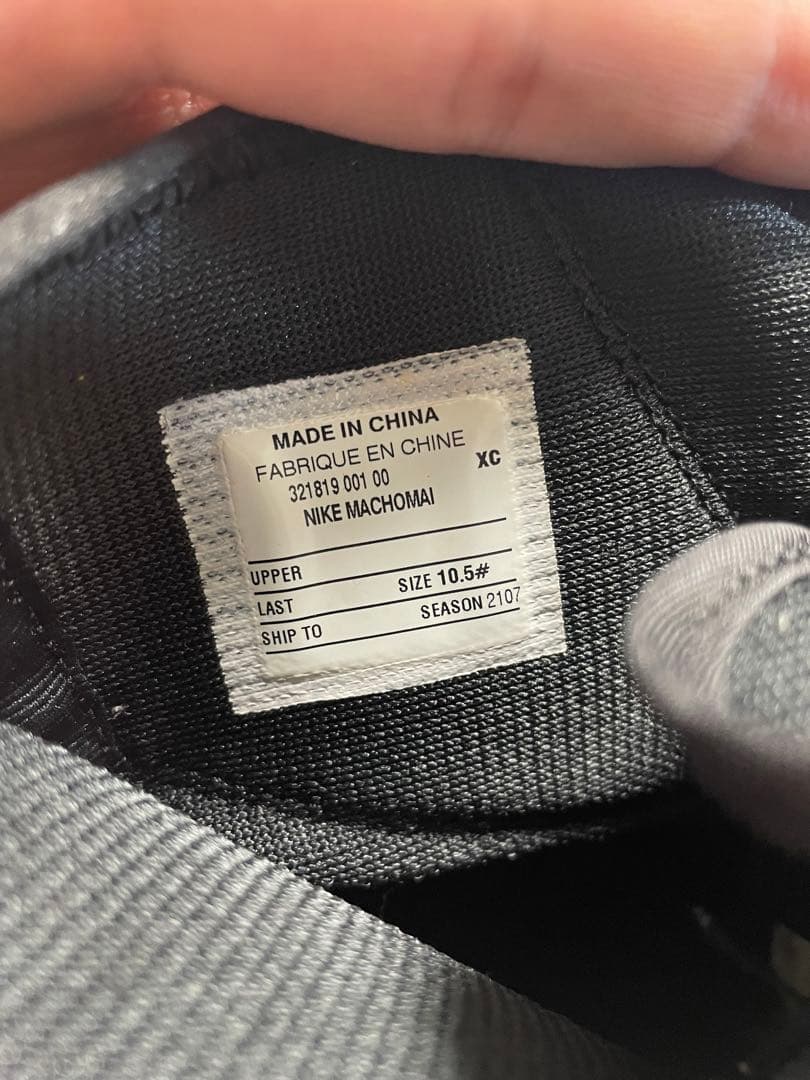 MADE IN CHINA
FABRIQUE EN CHINE
XC
321819 001 00
NIKE MACHOMAI
UPPER
LAST SIZE 10.5#
SHIP TO SEASON 2107